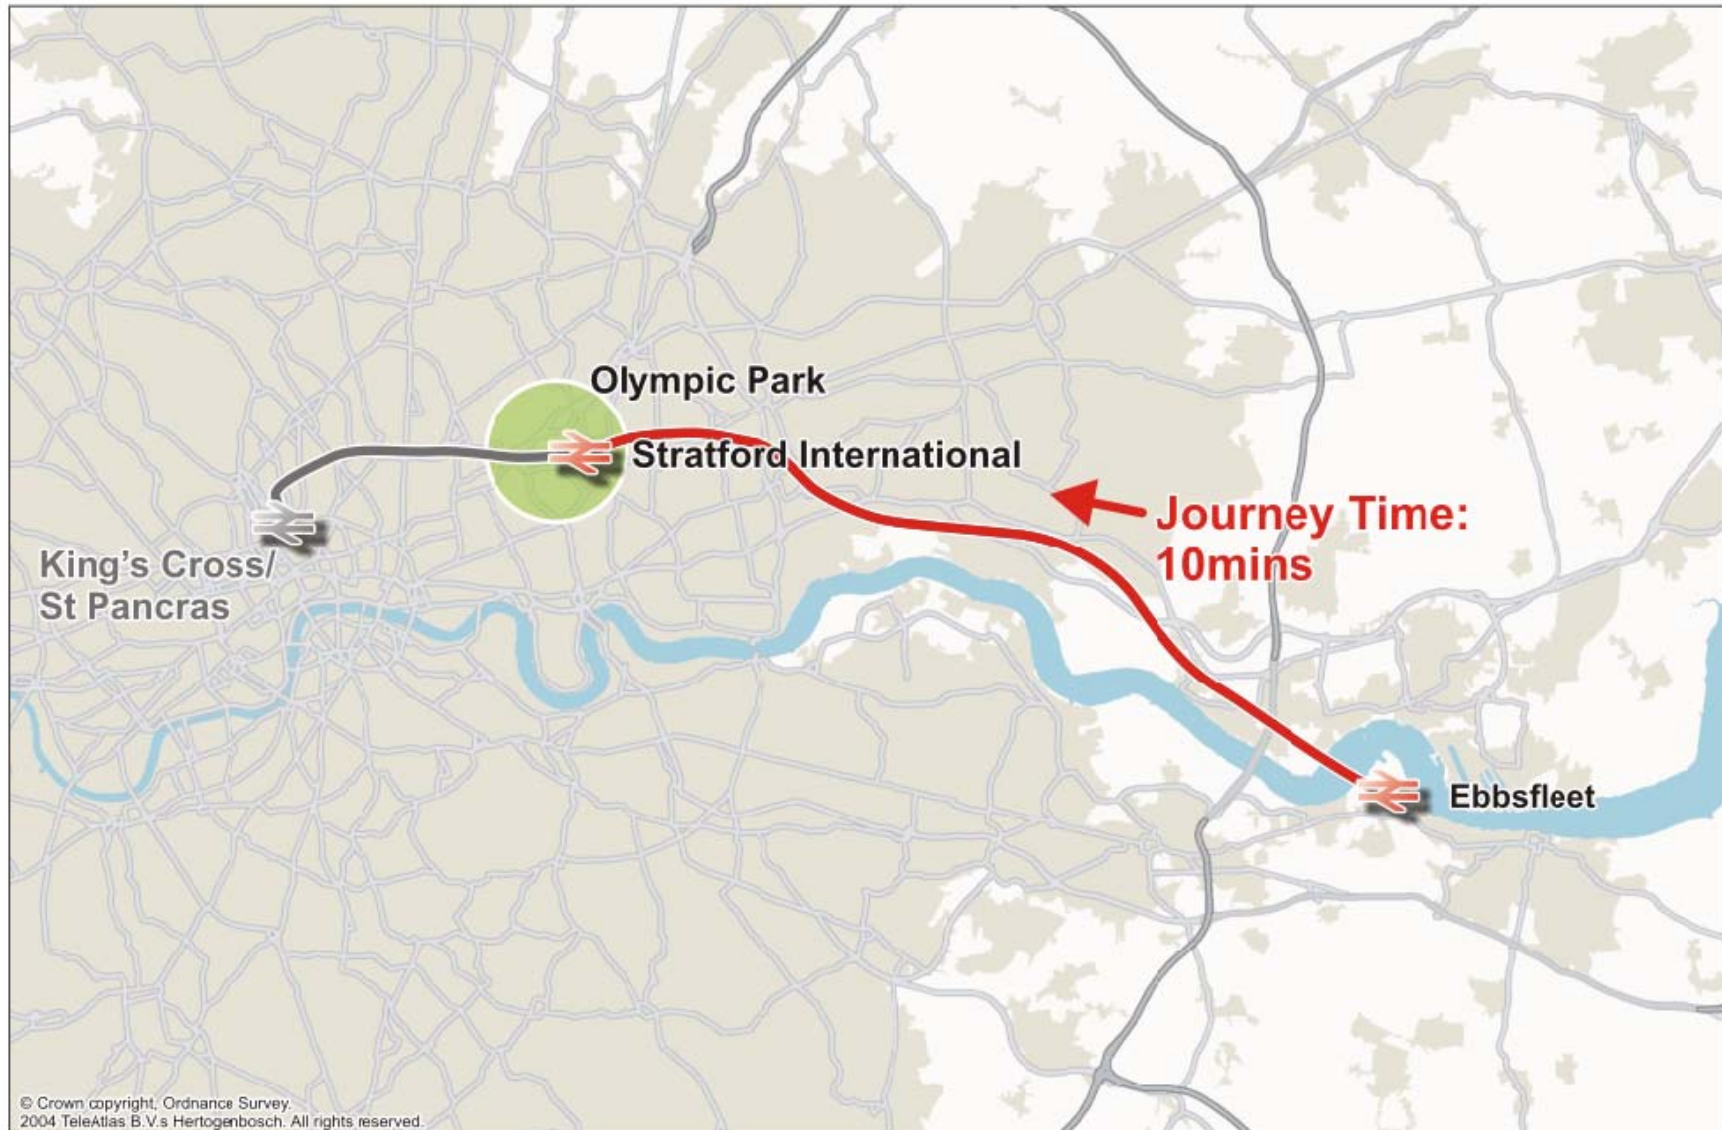 Olympic Park
Stratford International
Journey Time:
10mins
King's Cross/
St Pancras
Ebbsfleet
© Crown copyright, Ordnance Survey.
2004 TeleAtlas B.V.s Hertogenbosch. All rights reserved.